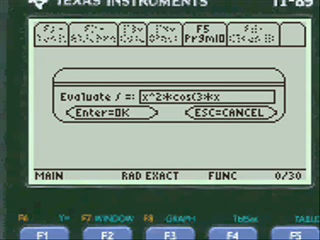 TEXAS INSTRUMENTS TI-89
F5
Pr3mIO
Evaluate f =: x^2*cos(3*x
Enter=OK ESC=CANCEL
MAIN RAD EXACT FUNC 0/30
F6 Y= F7 WINDOW F8 GRAPH TblSet TABLE
F1 F2 F3 F4 F5